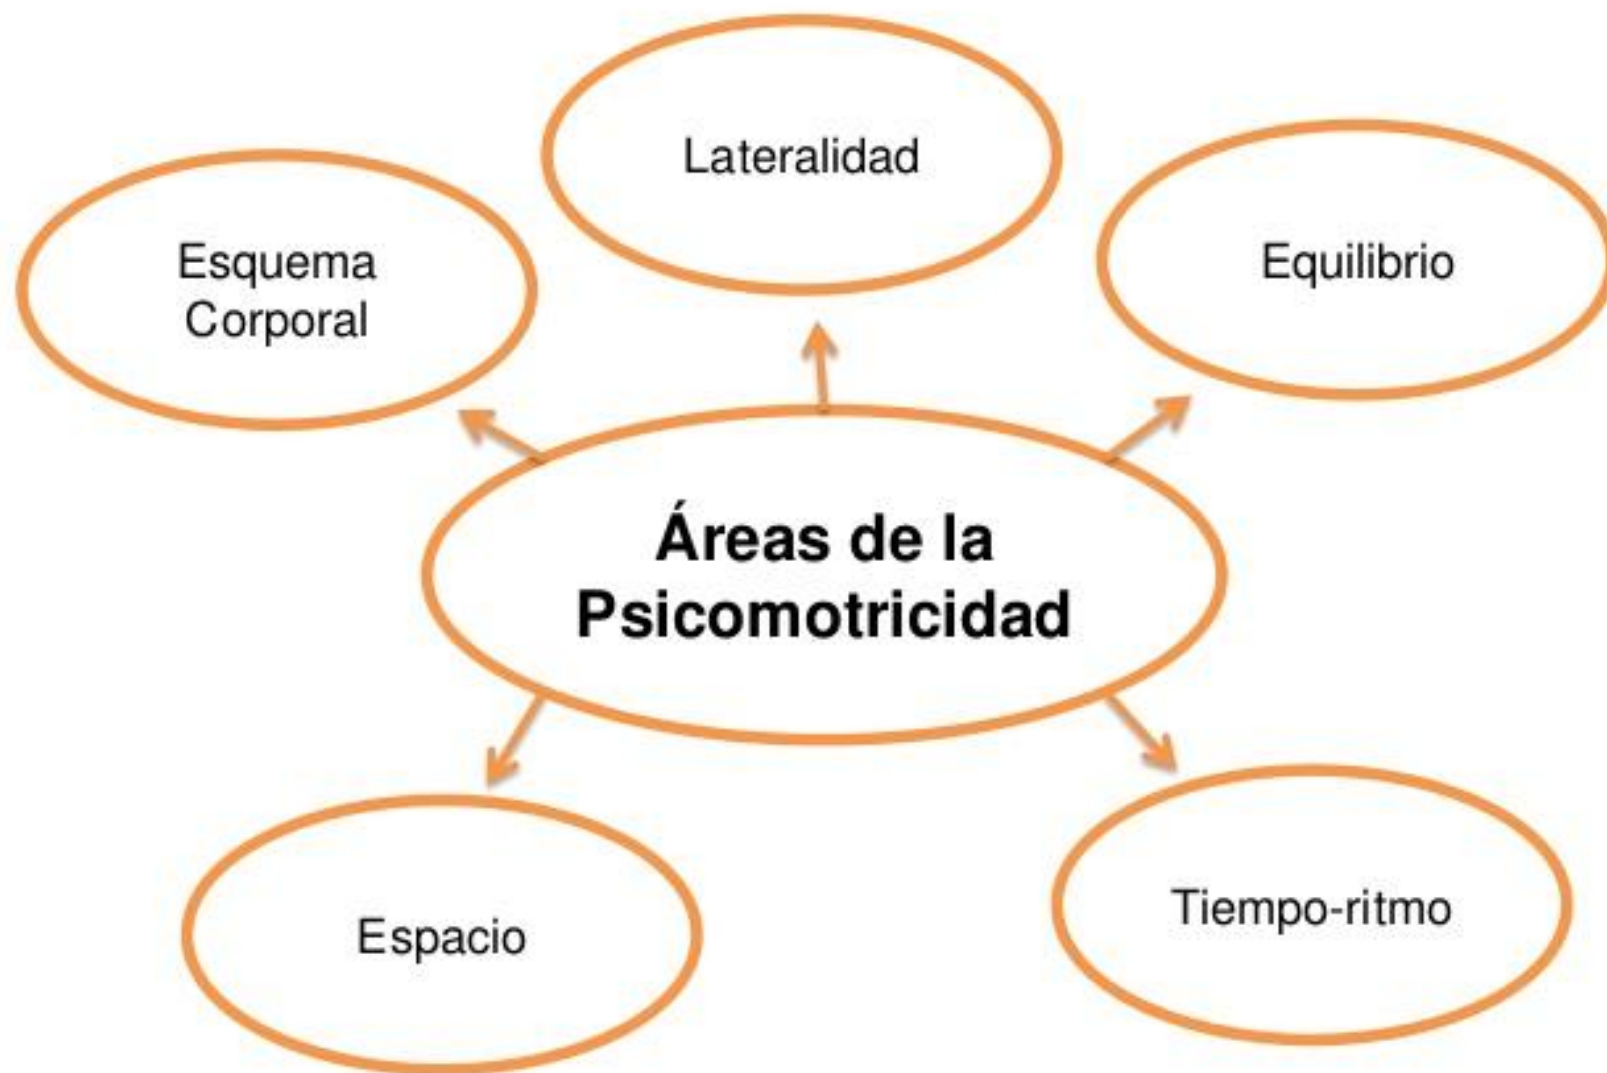 Lateralidad
Esquema
Corporal
Equilibrio
Áreas de la
Psicomotricidad
Espacio
Tiempo-ritmo